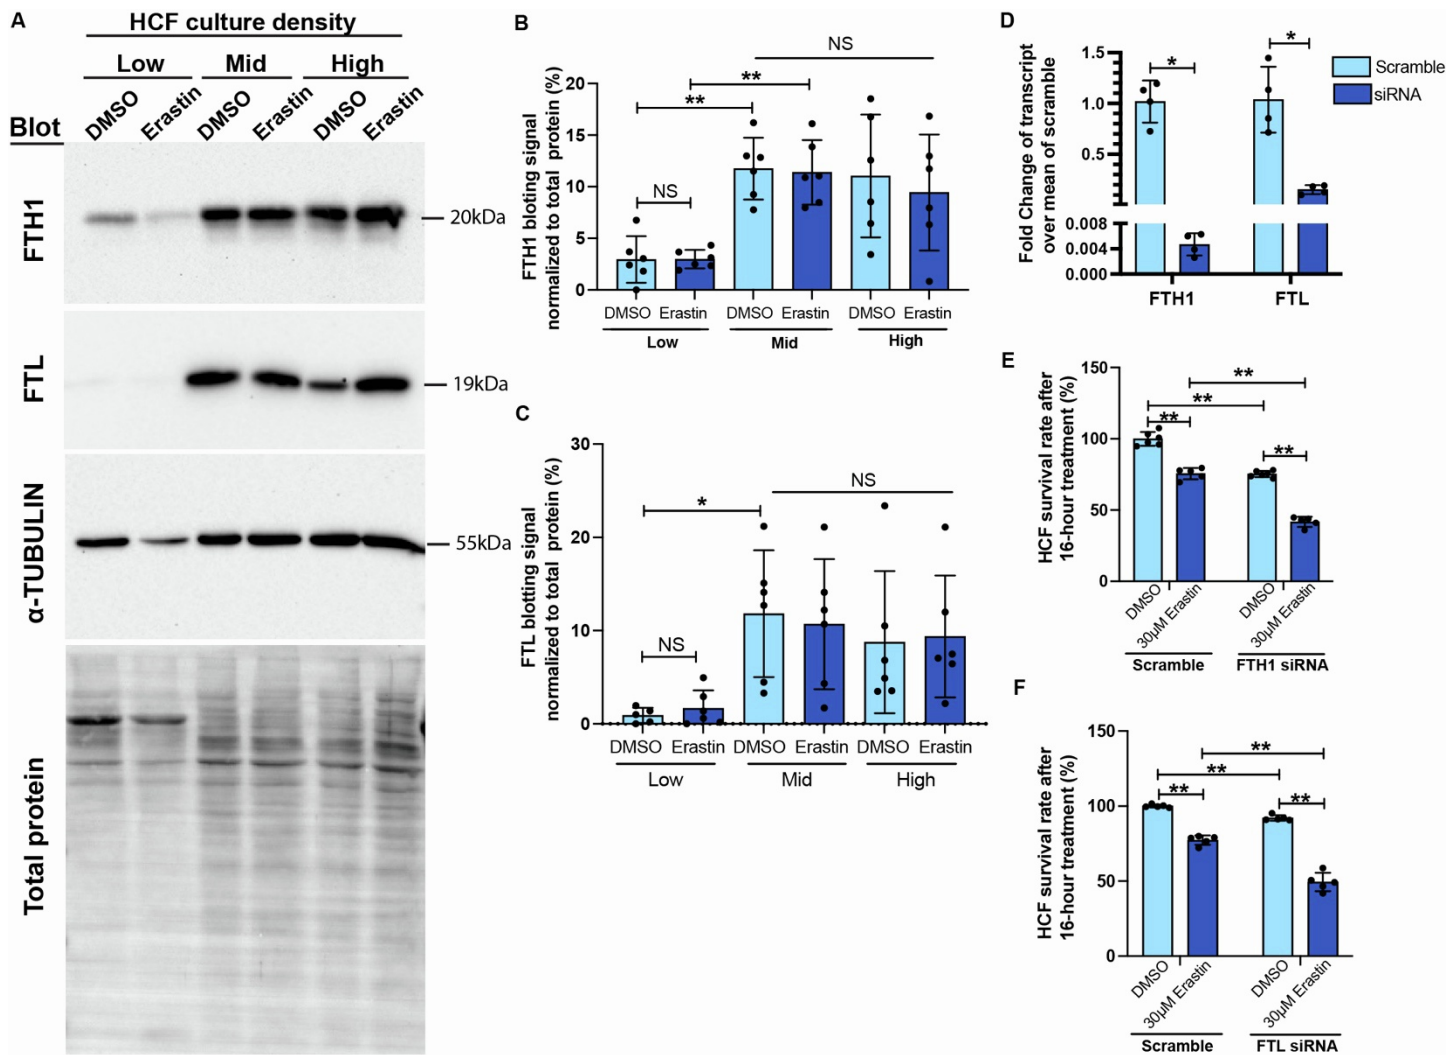 A
HCF culture density
Low Mid High
DMSO Erastin DMSO Erastin DMSO Erastin
Blot
FTH1
20kDa
FTL
19kDa
α-TUBULIN
55kDa
Total protein
B
FTH1 bloting signal
normalized to total protein (%)
20
15
10
5
0
NS
**
**
NS
DMSO Erastin DMSO Erastin DMSO Erastin
Low Mid High
C
FTL blotting signal
normalized to total protein (%)
30
20
10
0
NS
*
NS
DMSO Erastin DMSO Erastin DMSO Erastin
Low Mid High
D
Fold Change of transcript
over mean of scramble
1.5
1.0
0.5
0.008
0.004
0.000
*
*
FTH1 FTL
Scramble
siRNA
E
HCF survival rate after
16-hour treatment (%)
150
100
50
0
**
**
**
**
DMSO 30μM Erastin DMSO 30μM Erastin
Scramble FTH1 siRNA
F
HCF survival rate after
16-hour treatment (%)
150
100
50
0
**
**
**
**
DMSO 30μM Erastin DMSO 30μM Erastin
Scramble FTL siRNA